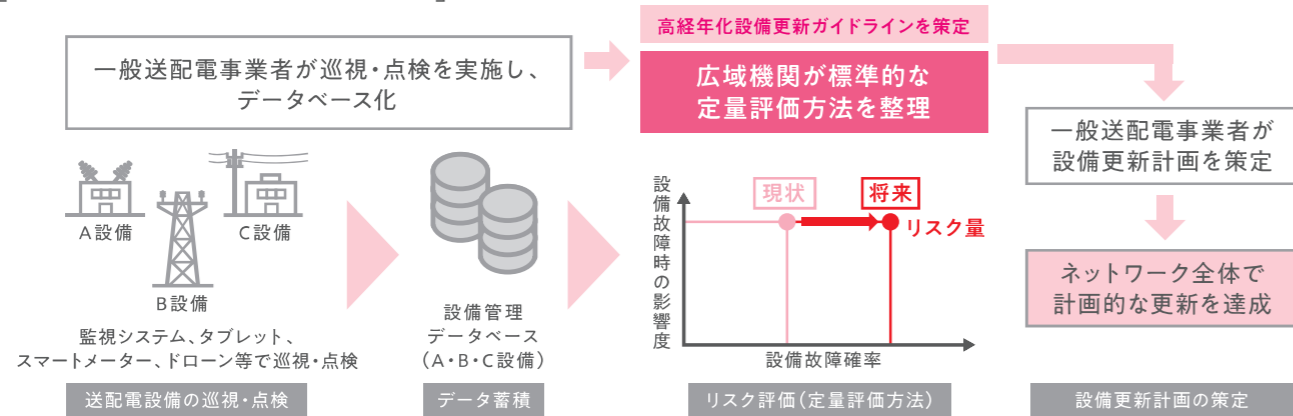 一般送配電事業者が巡視・点検を実施し、
データベース化
高経年化設備更新ガイドラインを策定
広域機関が標準的な
定量評価方法を整理
一般送配電事業者が
設備更新計画を策定
ネットワーク全体で
計画的な更新を達成
A設備
B設備
C設備
監視システム、タブレット、
スマートメーター、ドローン等で巡視・点検
設備管理
データベース
（A・B・C設備）
設備故障時の影響度
現状
将来
リスク量
設備故障確率
送配電設備の巡視・点検
データ蓄積
リスク評価（定量評価方法）
設備更新計画の策定